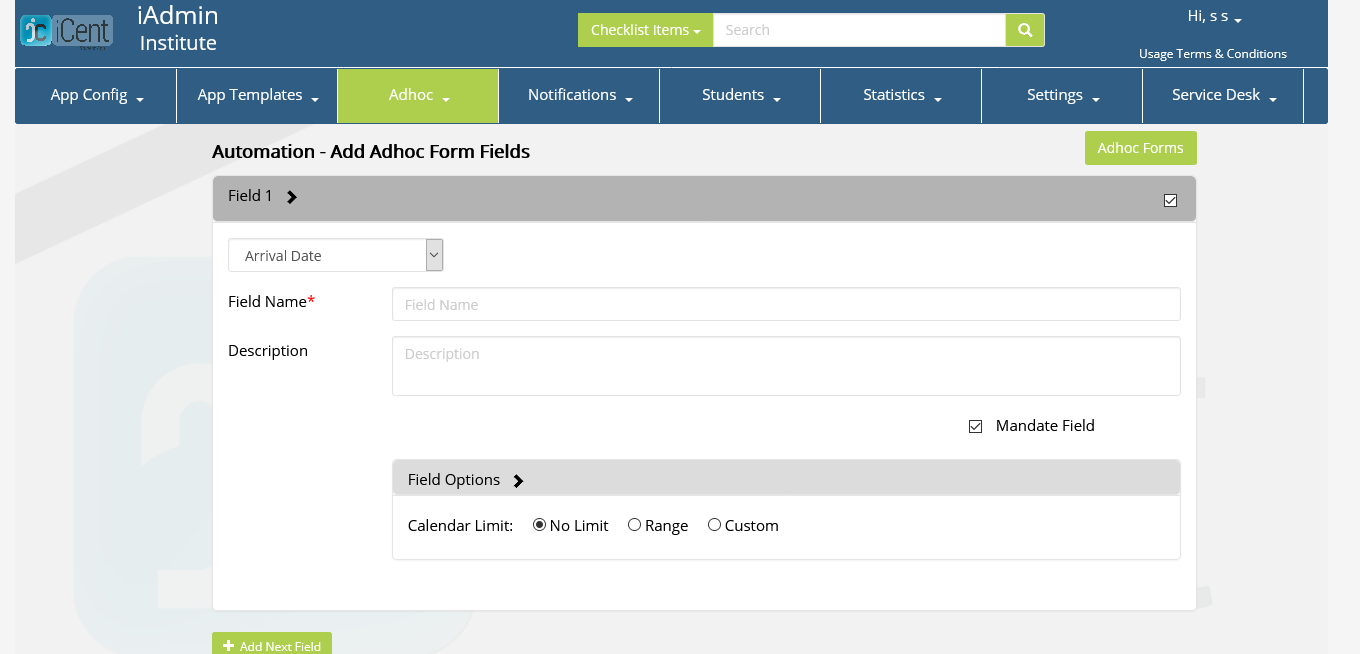 iCent
iAdmin
Institute
Checklist Items
Search
Hi, s s
Usage Terms & Conditions
App Config
App Templates
Adhoc
Notifications
Students
Statistics
Settings
Service Desk
Automation - Add Adhoc Form Fields
Adhoc Forms
Field 1
Arrival Date
Field Name*
Field Name
Description
Description
Mandate Field
Field Options
Calendar Limit: No Limit Range Custom
Add Next Field